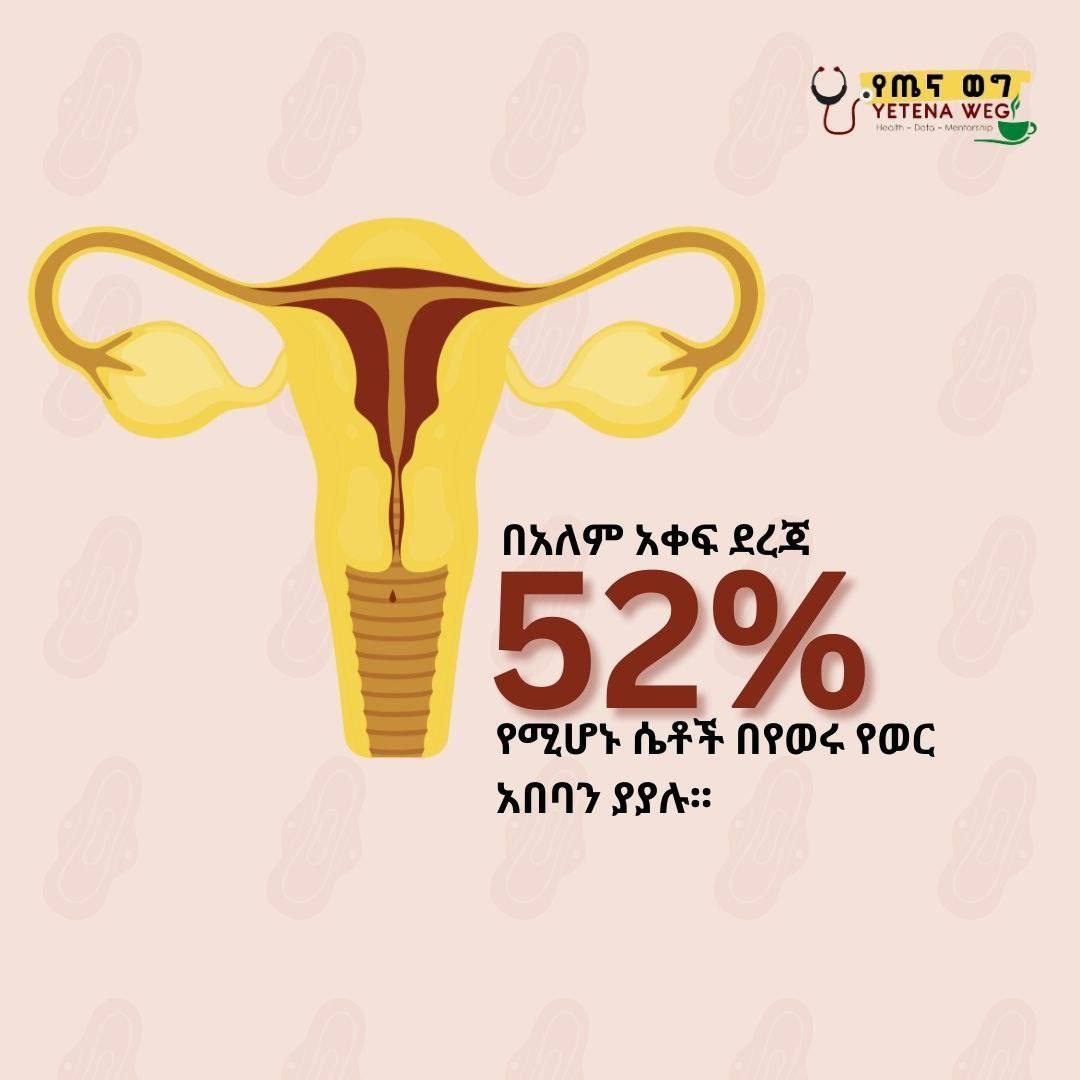 የጤና ወግ
YETENA WEG
Health - Data - Mentorship
በአለም አቀፍ ደረጃ
52%
የሚሆኑ ሴቶች በየወሩ የወር
አበባን ያያሉ።